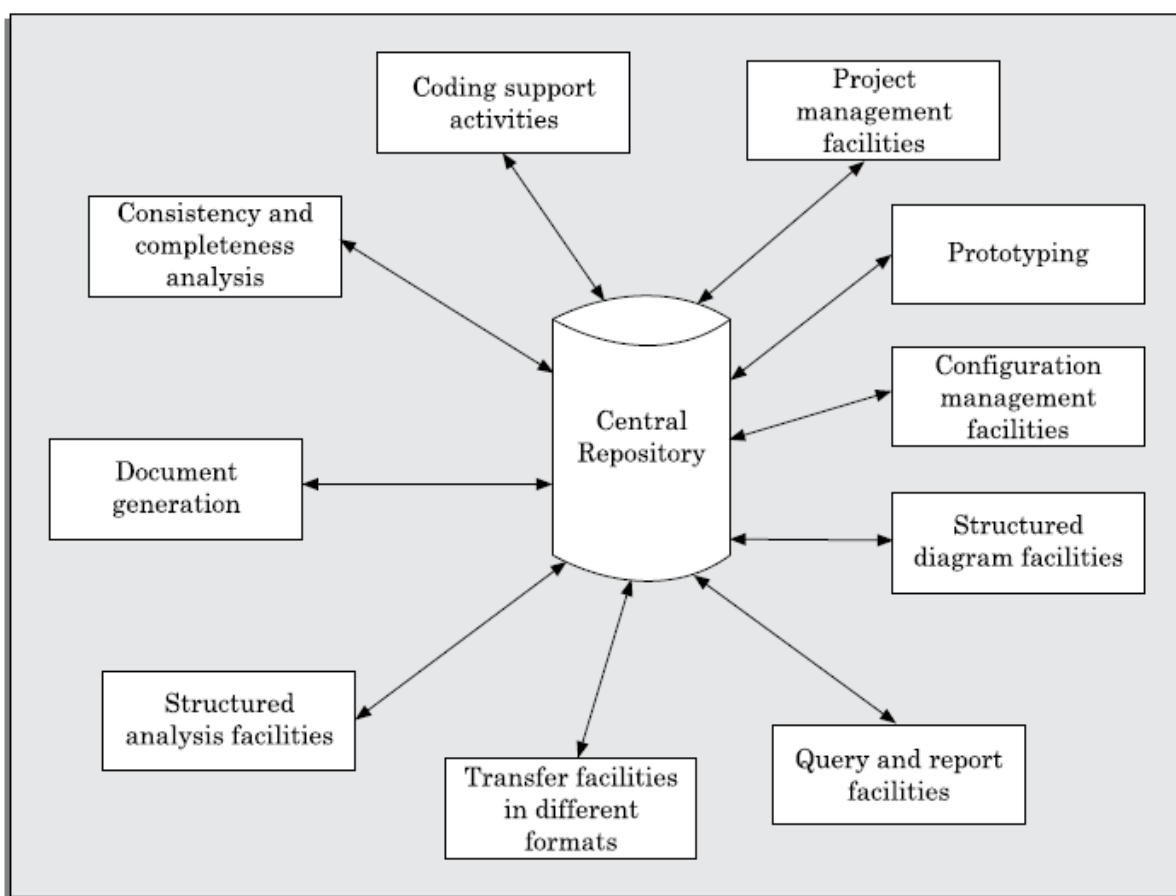 Coding support
activities
Project
management
facilities
Consistency and
completeness
analysis
Prototyping
Configuration
management
facilities
Central
Repository
Document
generation
Structured
diagram facilities
Structured
analysis facilities
Transfer facilities
in different
formats
Query and report
facilities